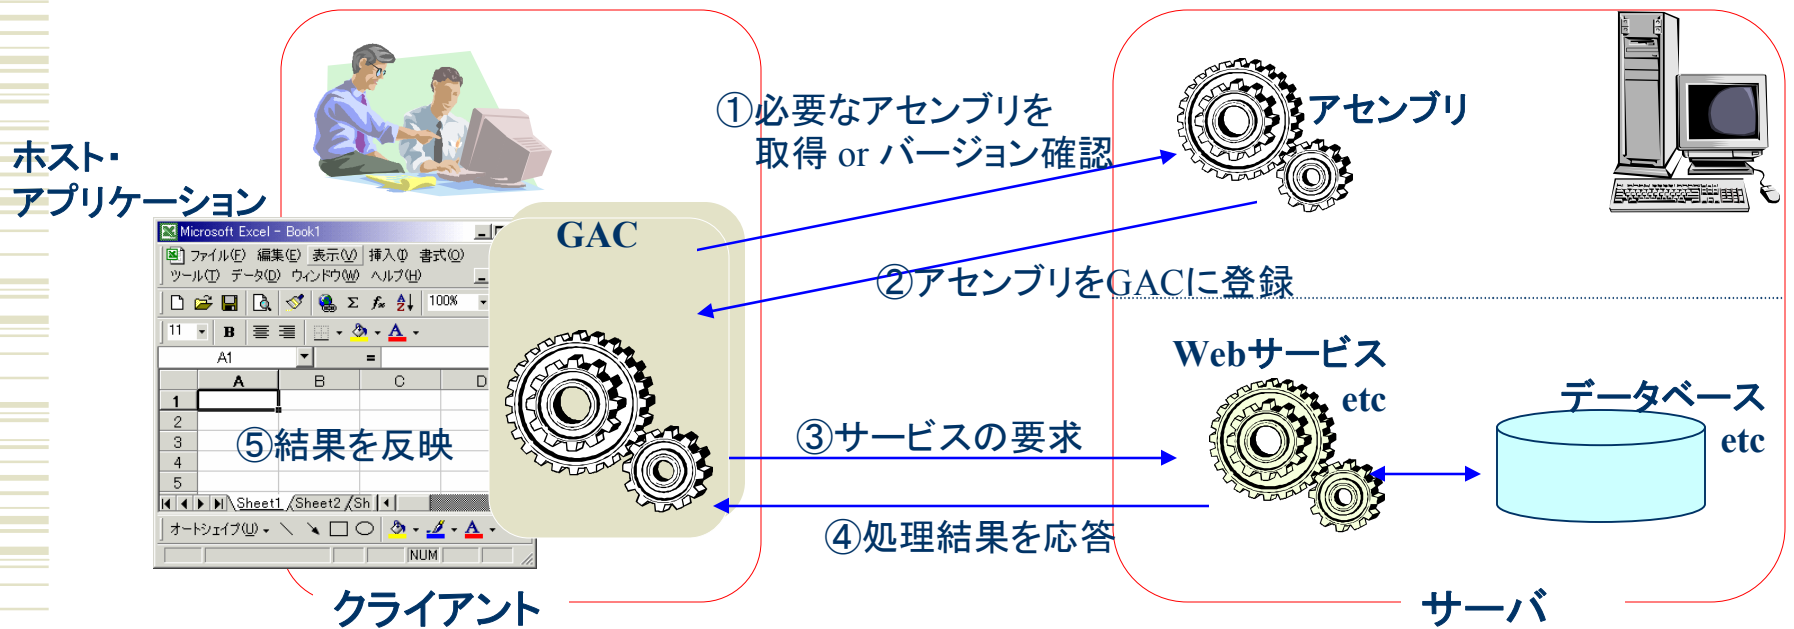 ①必要なアセンブリを
取得 or バージョン確認
アセンブリ
ホスト・
アプリケーション
Microsoft Excel - Book1
GAC
ファイル(F) 編集(E) 表示(V) 挿入(I) 書式(O)
ツール(T) データ(D) ウィンドウ(W) ヘルプ(H)
②アセンブリをGACに登録
100%
11 B A
A1 =
A B C D
1
2
3
4
5
⑤結果を反映
Webサービス
etc
データベース
etc
③サービスの要求
④処理結果を応答
Sheet1 Sheet2 Sh
オートシェイプ(U) A
NUM
クライアント
サーバ